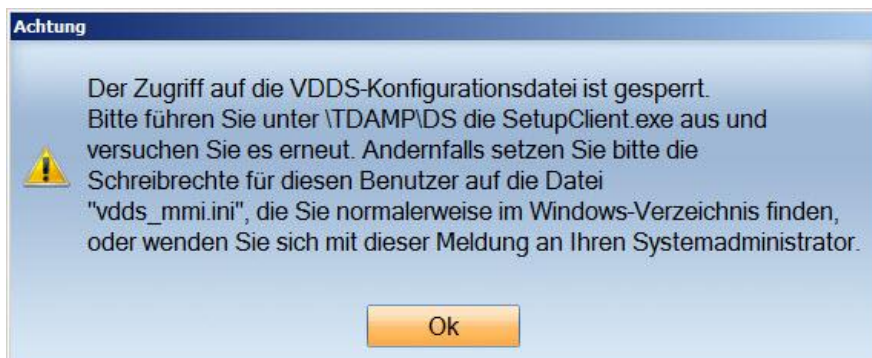 Achtung
Der Zugriff auf die VDDS-Konfigurationsdatei ist gesperrt.
Bitte führen Sie unter \TDAMP\DS die SetupClient.exe aus und
versuchen Sie es erneut. Andernfalls setzen Sie bitte die
Schreibrechte für diesen Benutzer auf die Datei
"vdds_mmi.ini", die Sie normalerweise im Windows-Verzeichnis finden,
oder wenden Sie sich mit dieser Meldung an Ihren Systemadministrator.
Ok